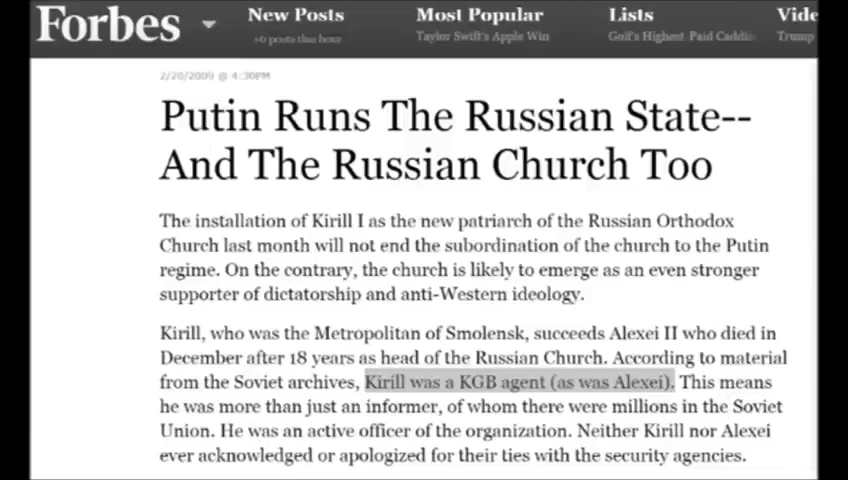 Forbes
New Posts
Most Popular
Lists
Vide
posts this hour
Taylor Swift's Apple Win
Golf's Highest Paid Caddie
Trump
2/20/2009 @ 4:30PM
Putin Runs The Russian State--
And The Russian Church Too
The installation of Kirill I as the new patriarch of the Russian Orthodox
Church last month will not end the subordination of the church to the Putin
regime. On the contrary, the church is likely to emerge as an even stronger
supporter of dictatorship and anti-Western ideology.
Kirill, who was the Metropolitan of Smolensk, succeeds Alexei II who died in
December after 18 years as head of the Russian Church. According to material
from the Soviet archives, Kirill was a KGB agent (as was Alexei). This means
he was more than just an informer, of whom there were millions in the Soviet
Union. He was an active officer of the organization. Neither Kirill nor Alexei
ever acknowledged or apologized for their ties with the security agencies.